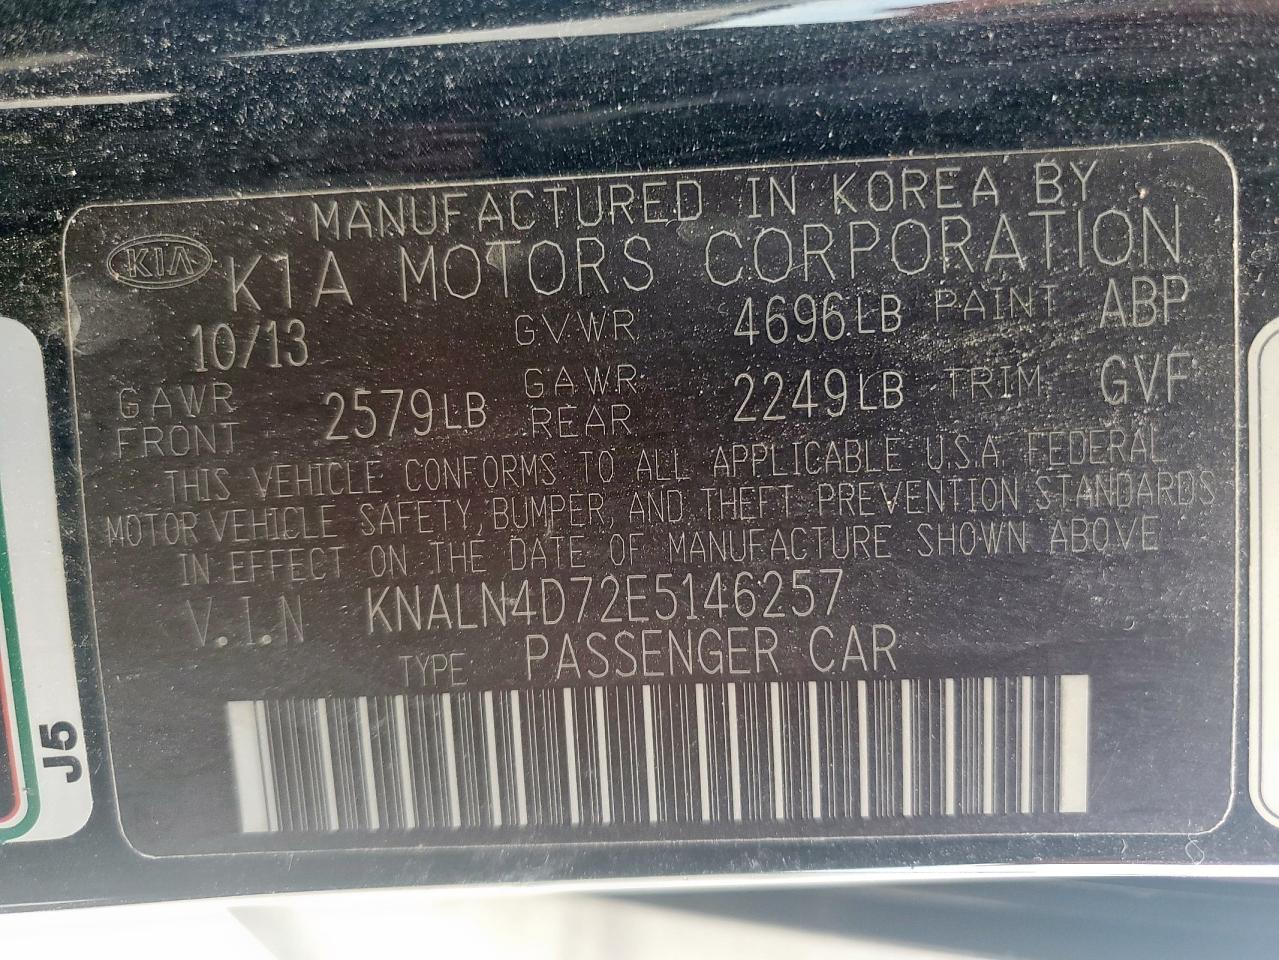 MANUFACTURED IN KOREA BY
KIA KIA MOTORS CORPORATION
10/13 GVWR 4696LB PAINT ABP
GAWR FRONT 2579LB GAWR REAR 2249LB TRIM GVF
THIS VEHICLE CONFORMS TO ALL APPLICABLE U.S.A. FEDERAL
MOTOR VEHICLE SAFETY, BUMPER, AND THEFT PREVENTION STANDARDS
IN EFFECT ON THE DATE OF MANUFACTURE SHOWN ABOVE
V.I.N KNALN4D72E5146257
TYPE PASSENGER CAR
J5